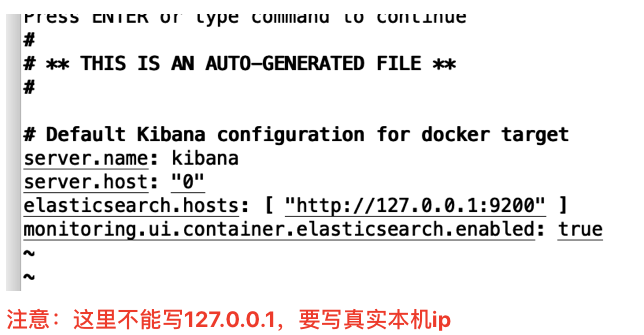 Press ENTER or type command to continue
#
# ** THIS IS AN AUTO-GENERATED FILE **
#
# Default Kibana configuration for docker target
server.name: kibana
server.host: "0"
elasticsearch.hosts: [ "http://127.0.0.1:9200" ]
monitoring.ui.container.elasticsearch.enabled: true
~
~
注意：这里不能写127.0.0.1，要写真实本机ip